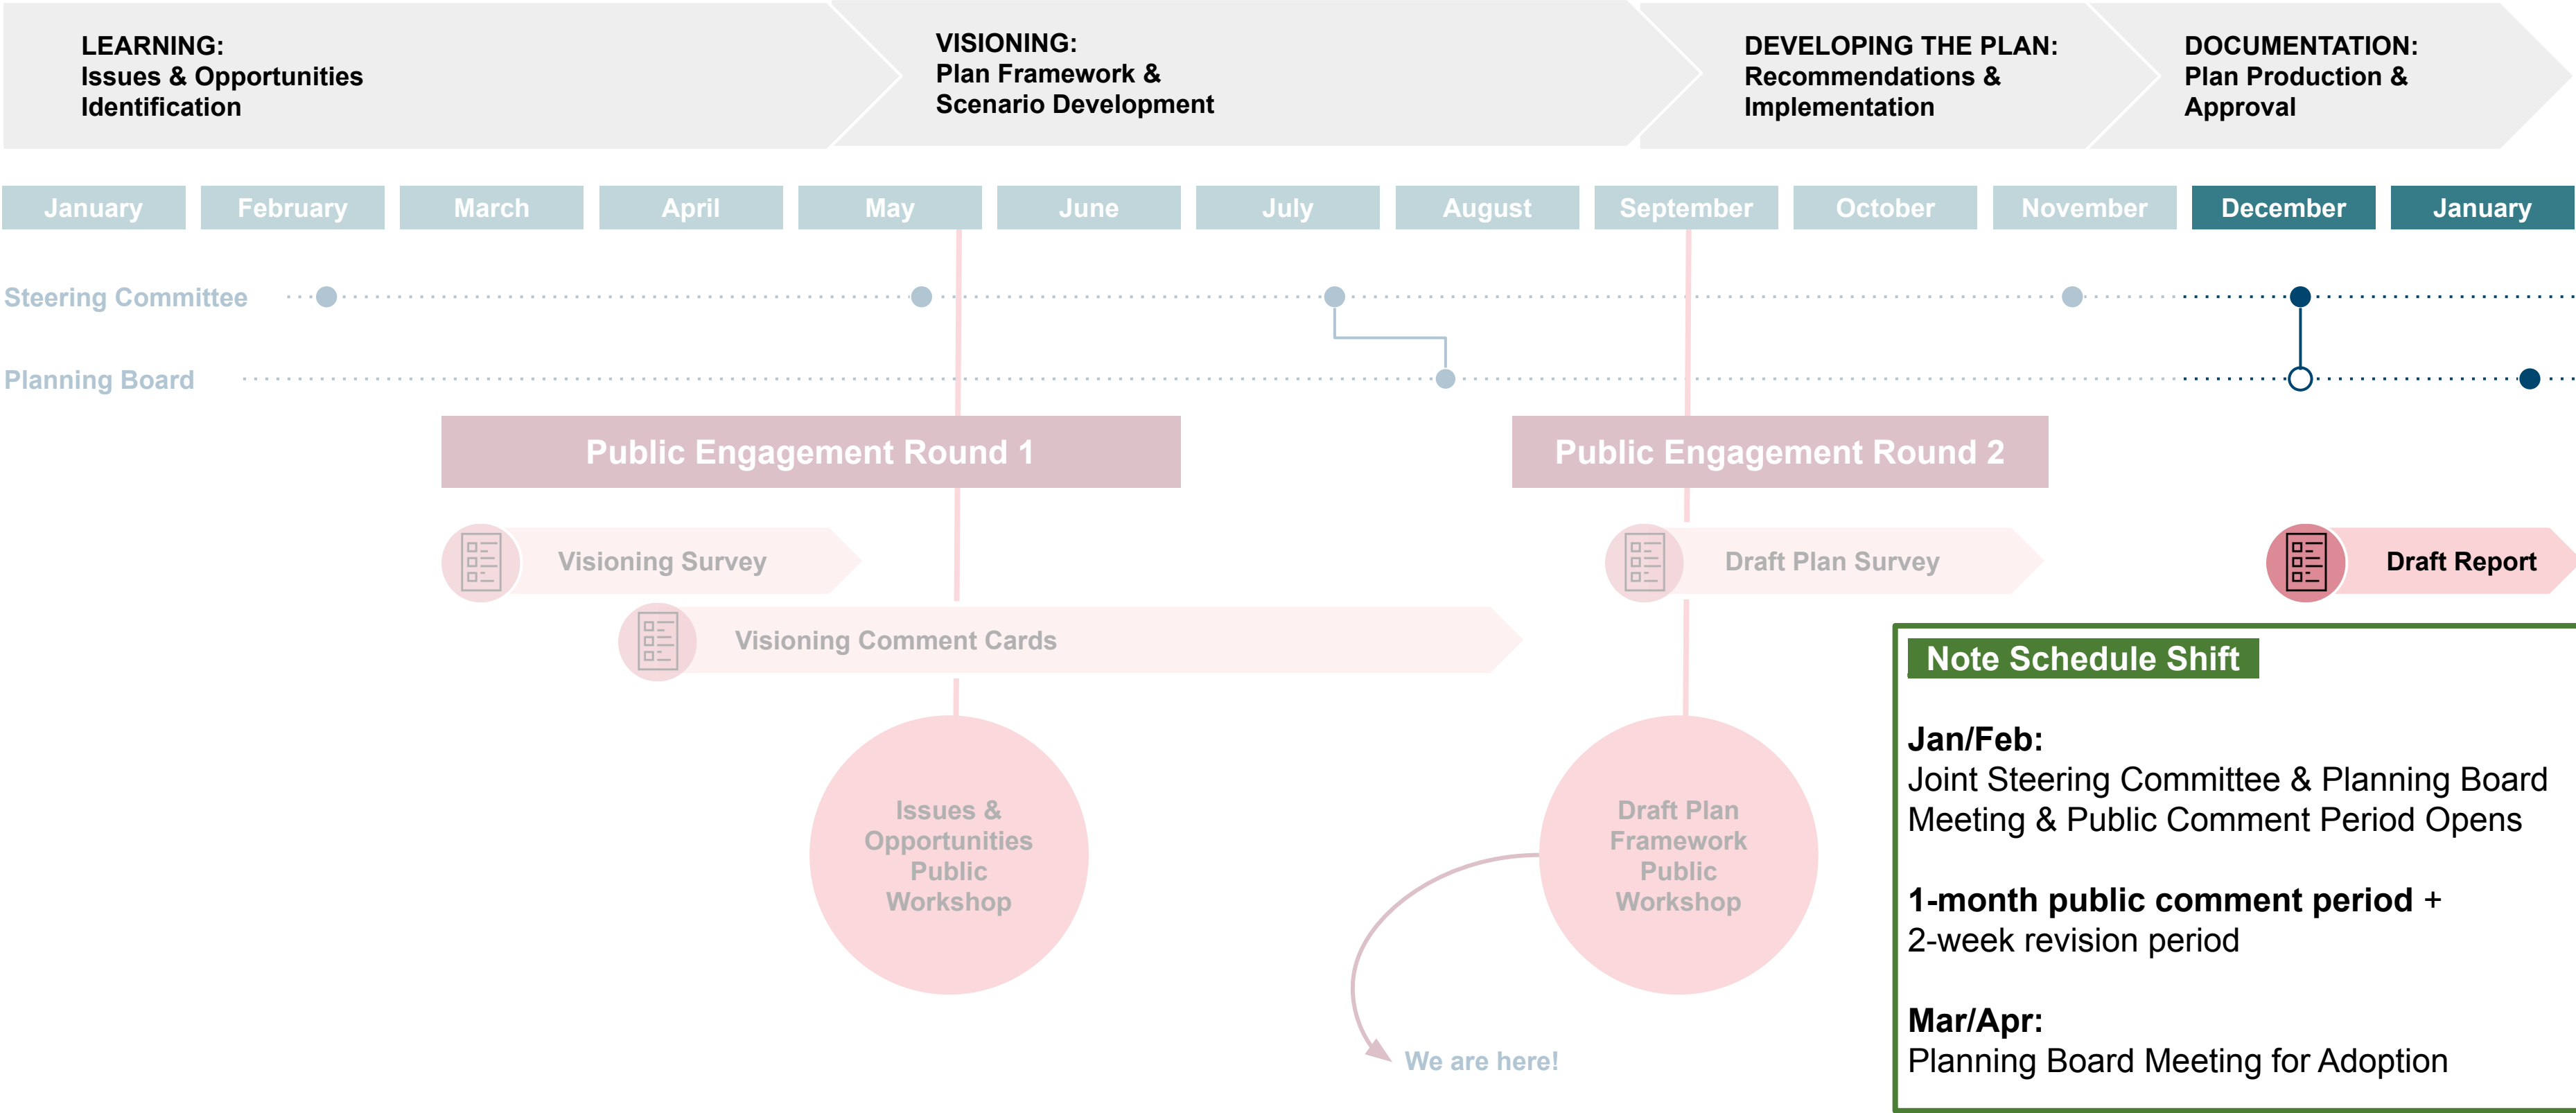 LEARNING:
Issues & Opportunities
Identification
VISIONING:
Plan Framework &
Scenario Development
DEVELOPING THE PLAN:
Recommendations &
Implementation
DOCUMENTATION:
Plan Production &
Approval
January
February
March
April
May
June
July
August
September
October
November
December
January
Steering Committee
Planning Board
Public Engagement Round 1
Public Engagement Round 2
Visioning Survey
Draft Plan Survey
Draft Report
Visioning Comment Cards
Issues &
Opportunities
Public
Workshop
Draft Plan
Framework
Public
Workshop
We are here!
Note Schedule Shift
Jan/Feb:
Joint Steering Committee & Planning Board
Meeting & Public Comment Period Opens
1-month public comment period +
2-week revision period
Mar/Apr:
Planning Board Meeting for Adoption